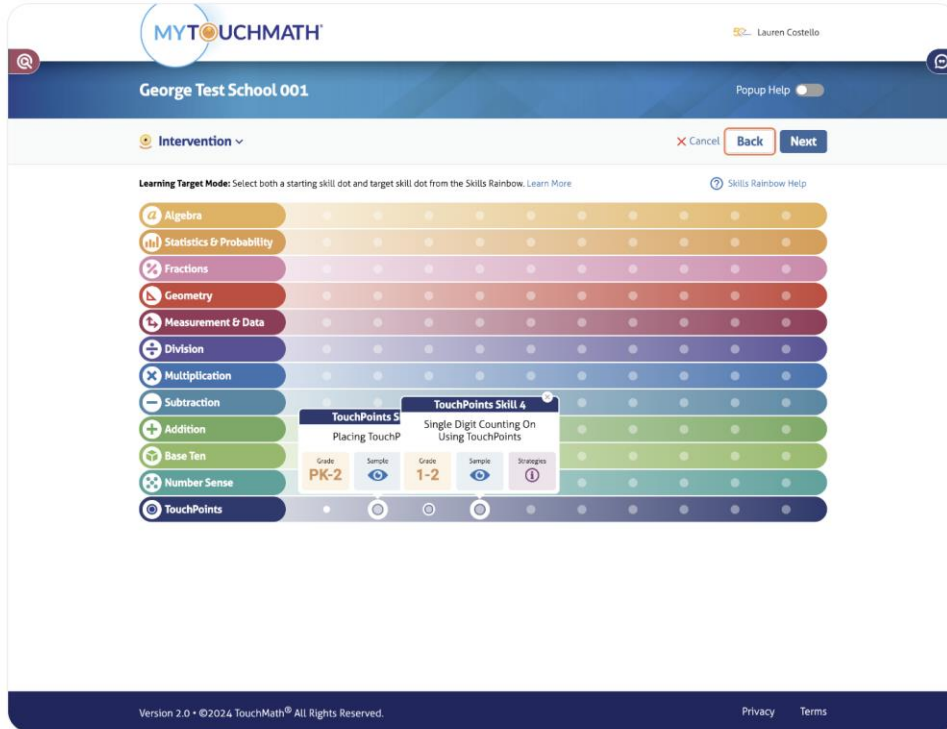 MYTOUCHMATH®
Lauren Costello
George Test School 001
Popup Help
Intervention
Cancel
Back
Next
Learning Target Mode: Select both a starting skill dot and target skill dot from the Skills Rainbow. Learn More
Skills Rainbow Help
Algebra
Statistics & Probability
Fractions
Geometry
Measurement & Data
Division
Multiplication
Subtraction
Addition
Base Ten
Number Sense
TouchPoints
TouchPoints S
Placing TouchP
Grade
PK-2
Sample
TouchPoints Skill 4
Single Digit Counting On
Using TouchPoints
Grade
1-2
Sample
Strategies
Version 2.0 • ©2024 TouchMath® All Rights Reserved.
Privacy
Terms